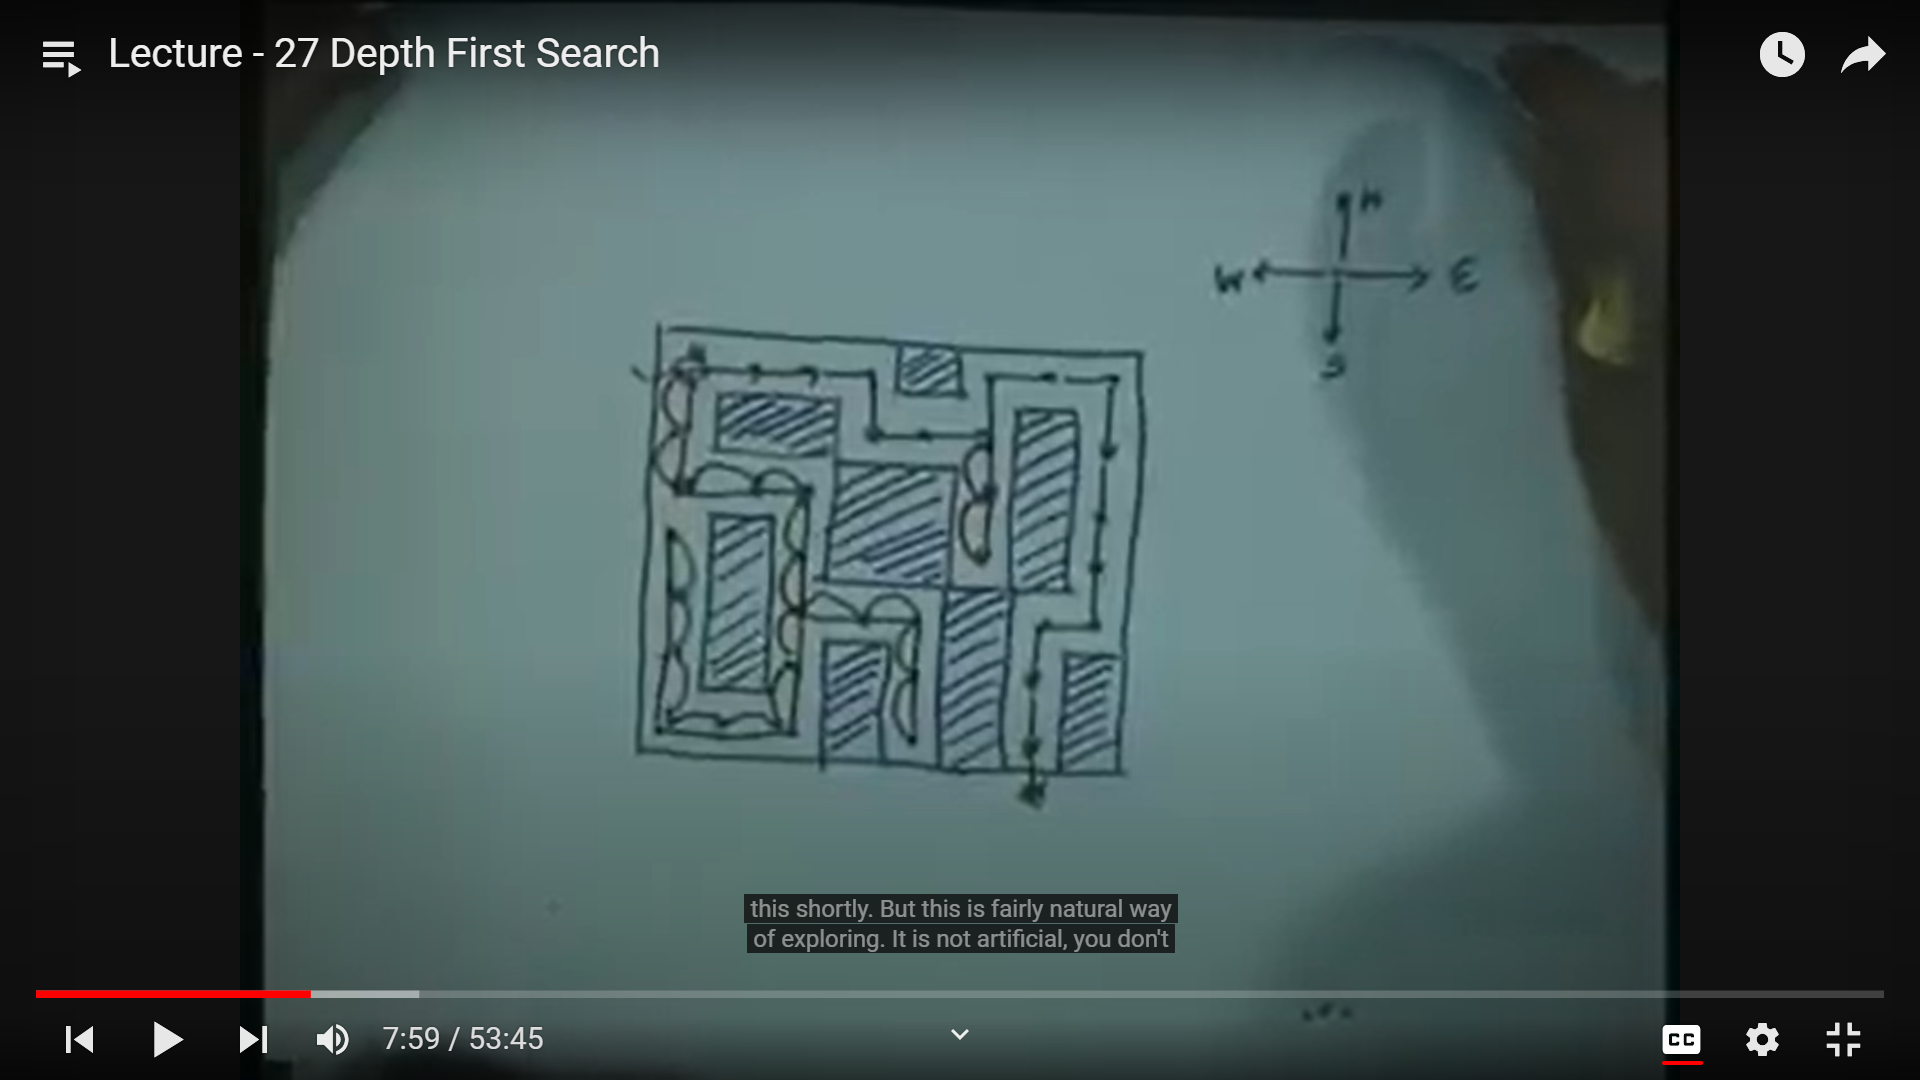 Lecture - 27 Depth First Search
N
W E
S
this shortly. But this is fairly natural way
of exploring. It is not artificial, you don't
7:59 / 53:45
CC